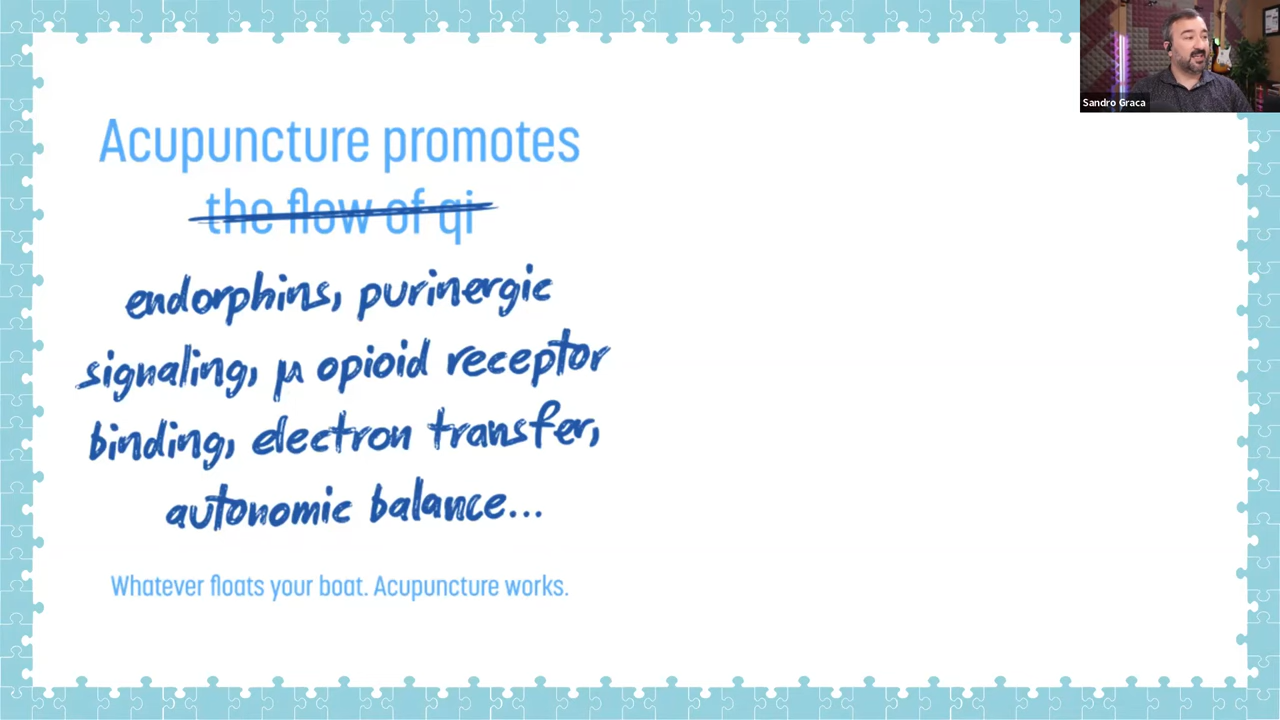 Acupuncture promotes
the flow of qi
endorphins, purinergic
signaling, µ opioid receptor
binding, electron transfer,
autonomic balance...
Whatever floats your boat. Acupuncture works.
Sandro Graca